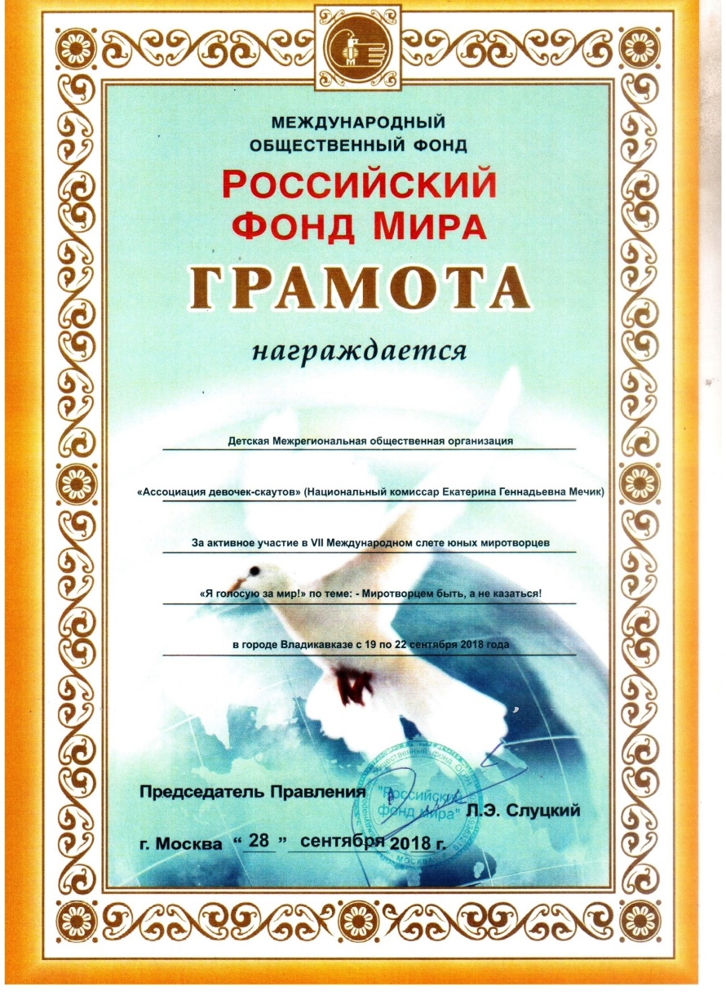 МЕЖДУНАРОДНЫЙ
ОБЩЕСТВЕННЫЙ ФОНД
РОССИЙСКИЙ
ФОНД МИРА
ГРАМОТА
награждается
Детская Межрегиональная общественная организация
«Ассоциация девочек-скаутов» (Национальный комиссар Екатерина Геннадьевна Мечик)
За активное участие в VII Международном слете юных миротворцев
«Я голосую за мир!» по теме: - Миротворцем быть, а не казаться!
в городе Владикавказе с 19 по 22 сентября 2018 года
Председатель Правления
"Российский
фонд мира"
МОСКВА
Л.Э. Слуцкий
г. Москва “ 28 ” сентября 2018 г.